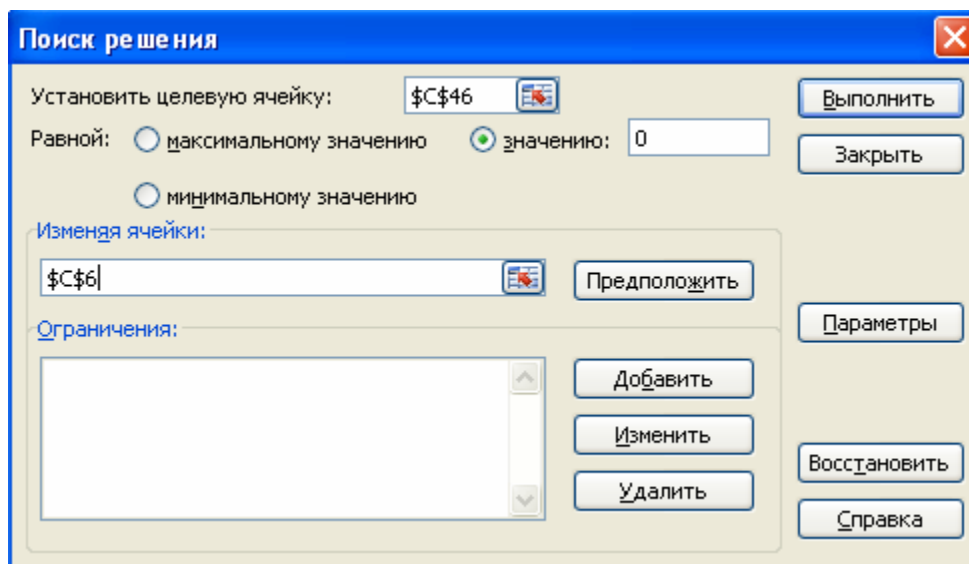 Поиск решения
Установить целевую ячейку: $C$46 Выполнить
Равной: максимальному значению значению: 0 Закрыть
минимальному значению
Изменяя ячейки:
$C$6 Предположить
Ограничения: Параметры
Добавить
Изменить
Восстановить
Удалить
Справка